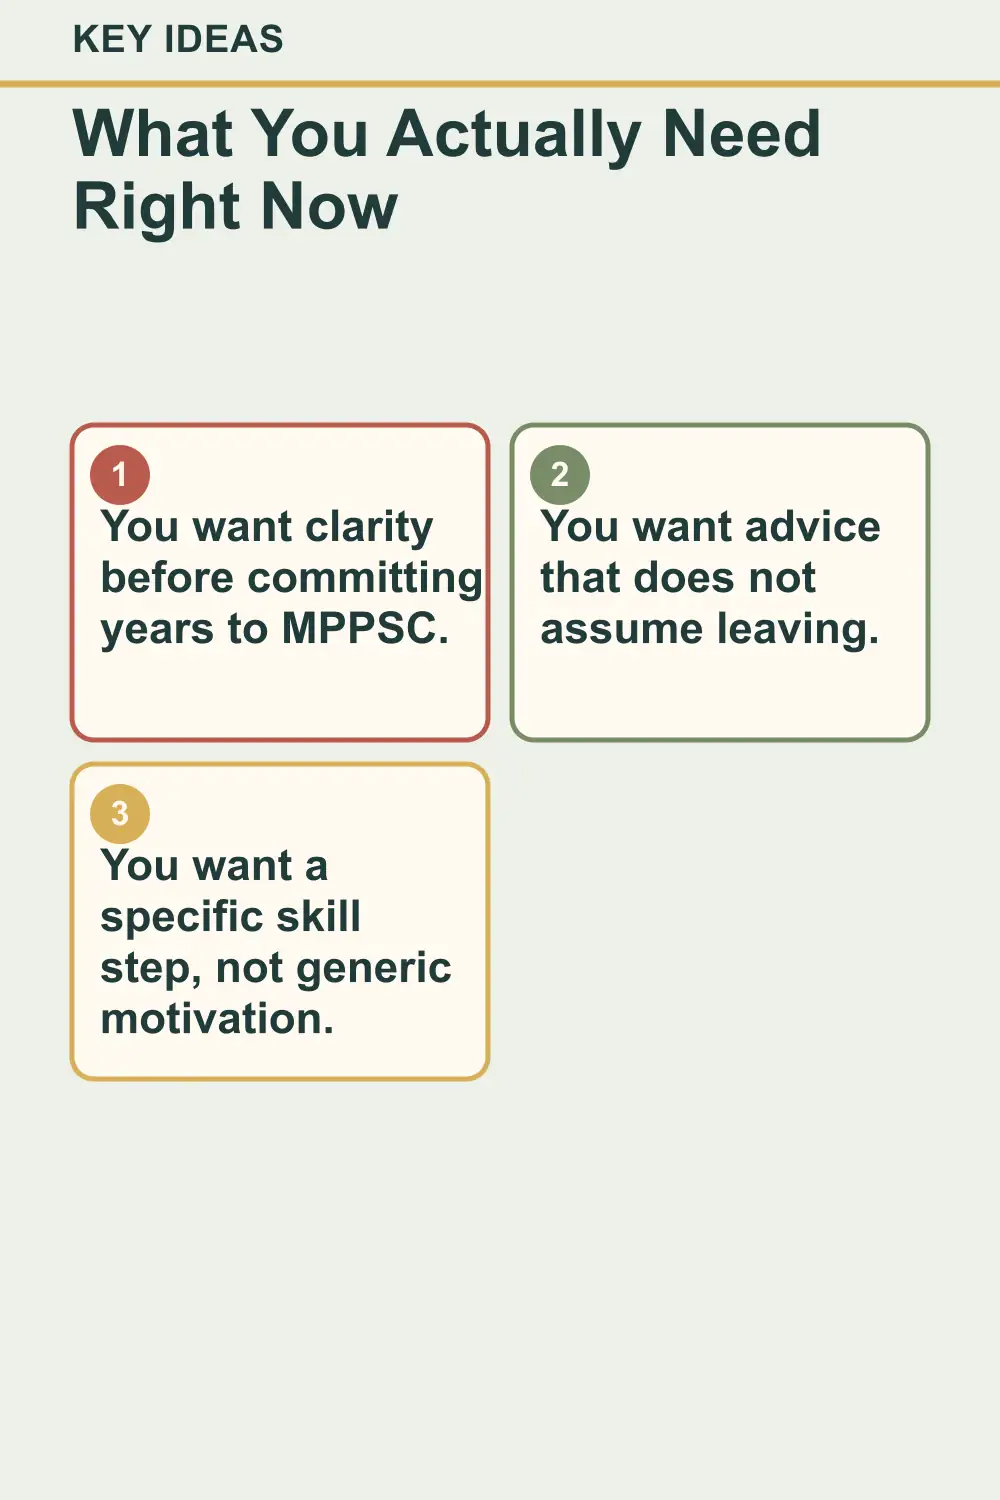 KEY IDEAS
What You Actually Need
Right Now
1
You want clarity
before committing
years to MPPSC.
2
You want advice
that does not
assume leaving.
3
You want a
specific skill
step, not generic
motivation.